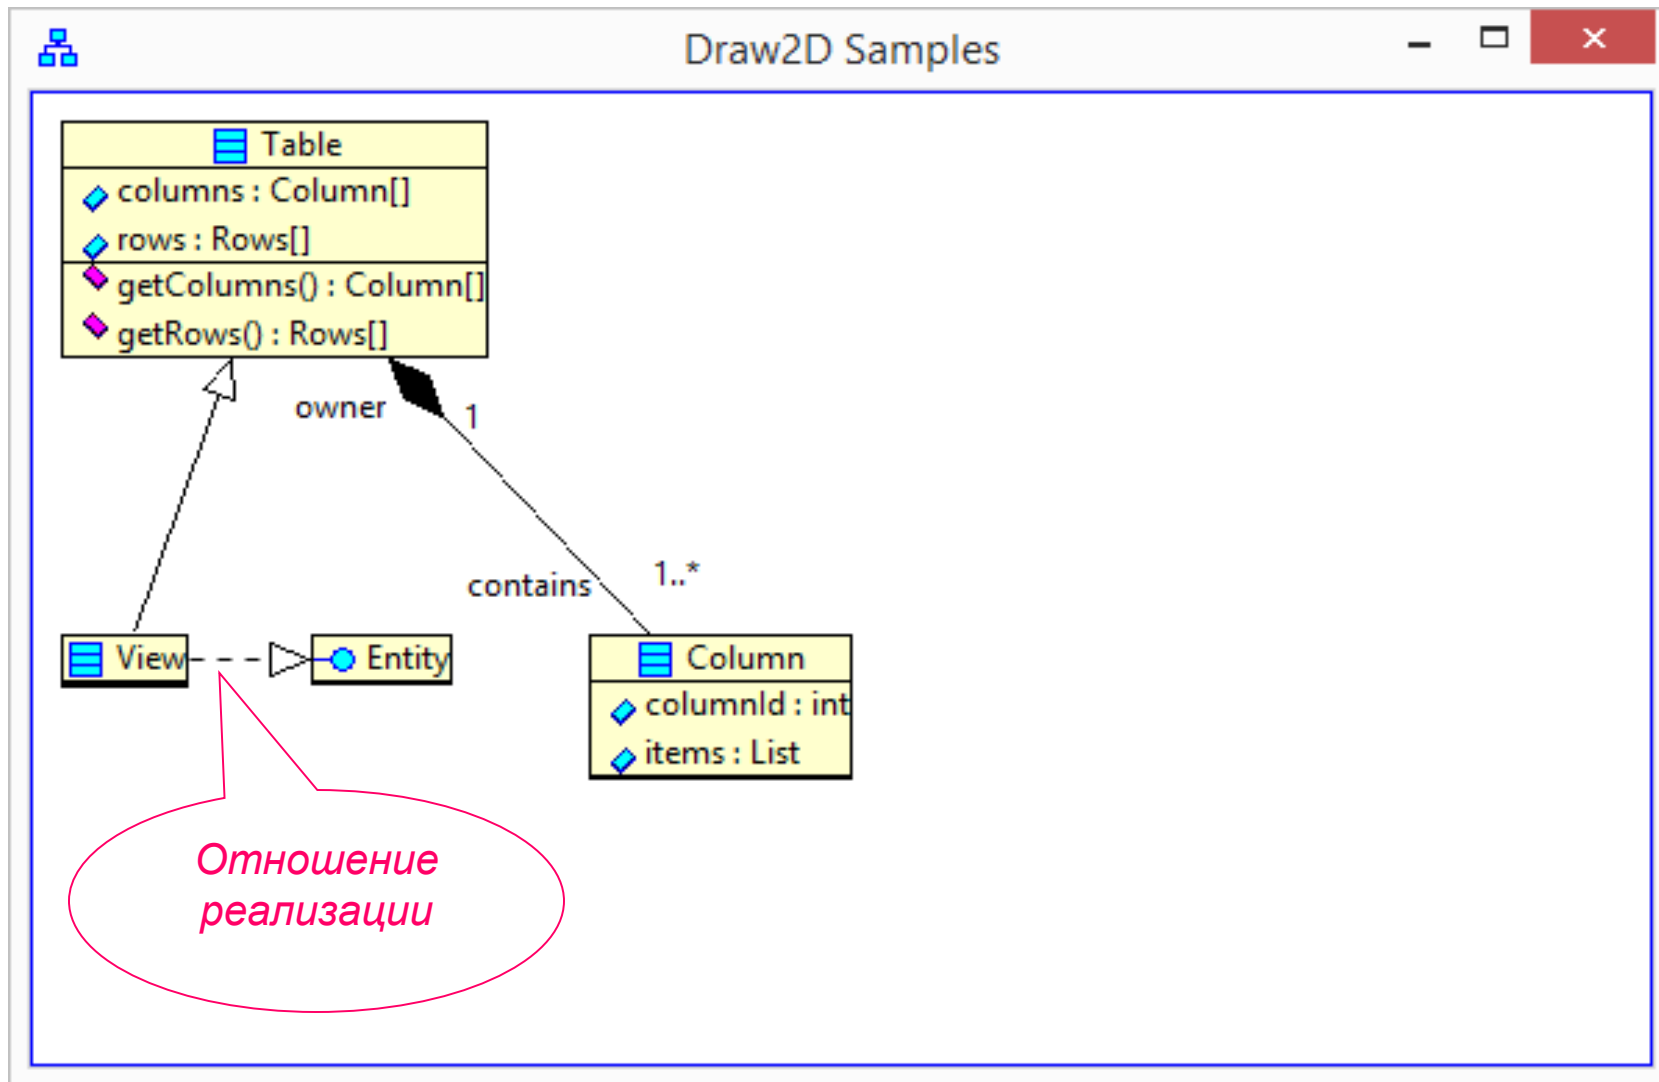 Draw2D Samples
Table
columns : Column[]
rows : Rows[]
getColumns() : Column[]
getRows() : Rows[]
owner
1
contains
1..*
View
Entity
Column
columnId : int
items : List
Отношение
реализации